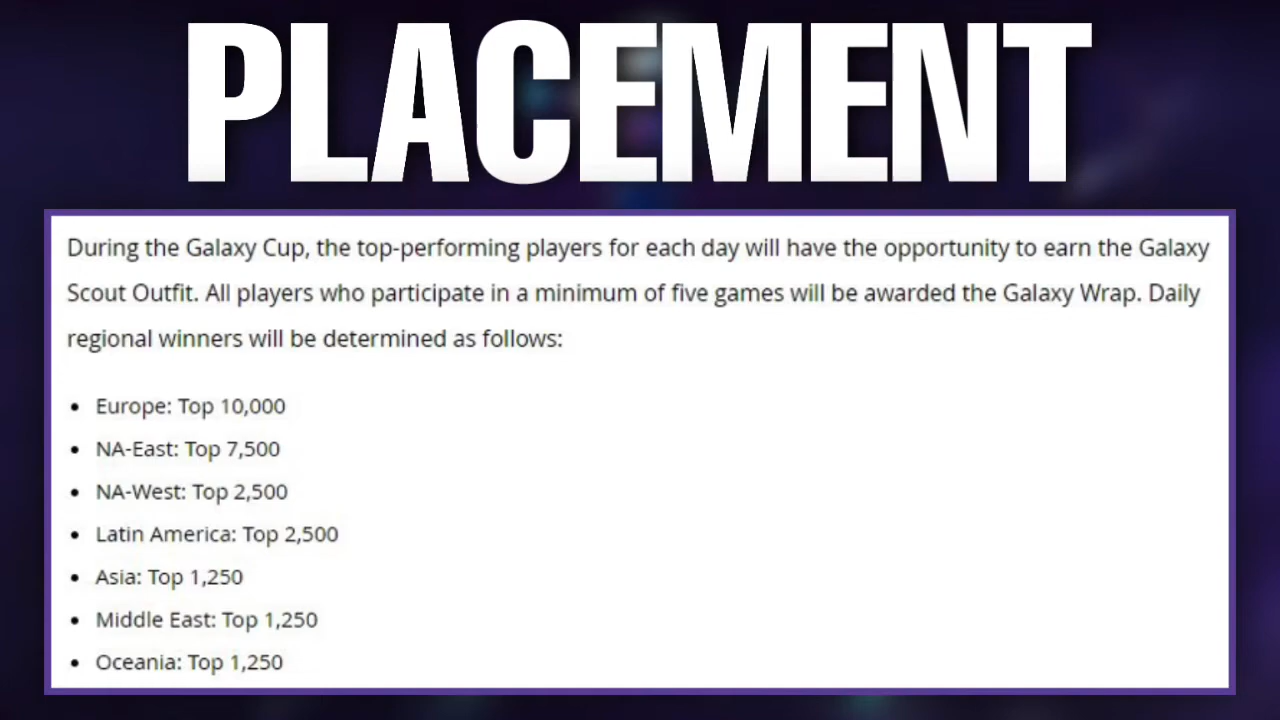 PLACEMENT
During the Galaxy Cup, the top-performing players for each day will have the opportunity to earn the Galaxy
Scout Outfit. All players who participate in a minimum of five games will be awarded the Galaxy Wrap. Daily
regional winners will be determined as follows:
• Europe: Top 10,000
• NA-East: Top 7,500
• NA-West: Top 2,500
• Latin America: Top 2,500
• Asia: Top 1,250
• Middle East: Top 1,250
• Oceania: Top 1,250